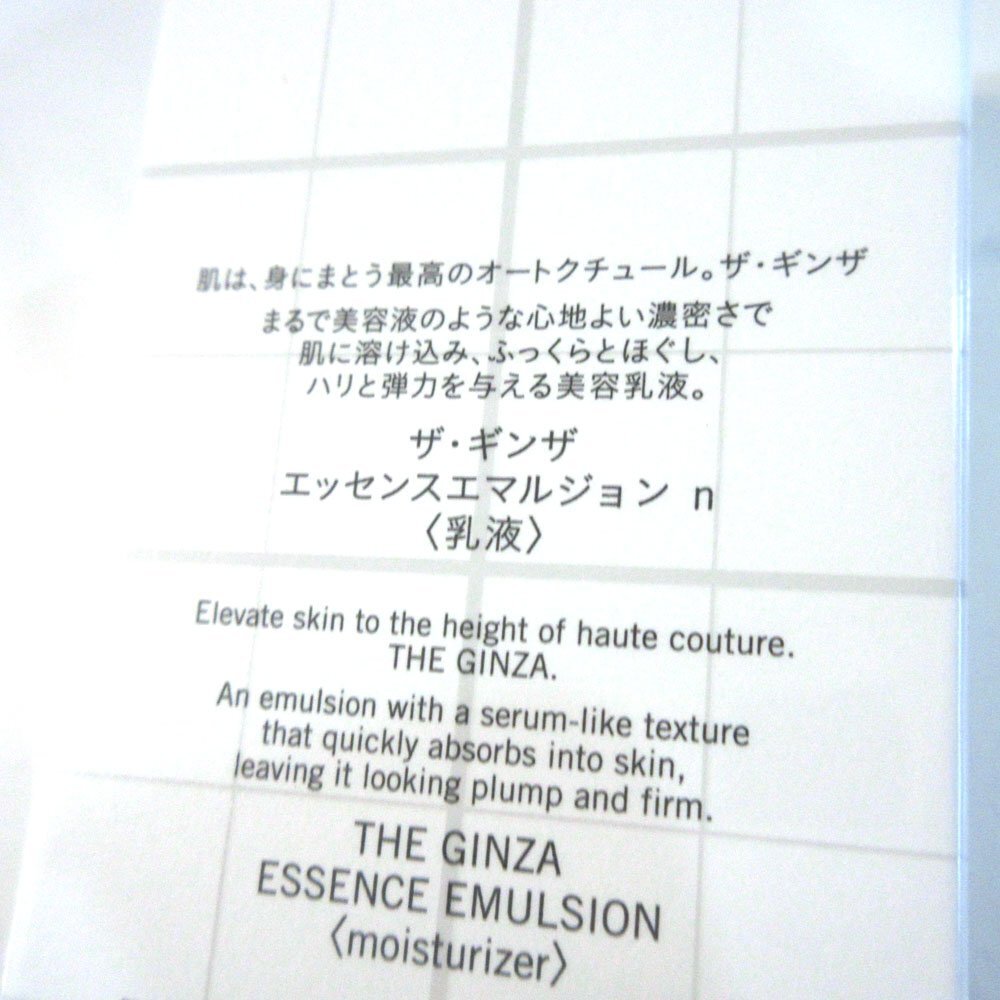 肌は、身にまとう最高のオートクチュール。ザ・ギンザ
まるで美容液のような心地よい濃密さで
肌に溶け込み、ふっくらとほぐし、
ハリと弾力を与える美容乳液。
ザ・ギンザ
エッセンスエマルジョン n
〈乳液〉
Elevate skin to the height of haute couture.
THE GINZA.
An emulsion with a serum-like texture
that quickly absorbs into skin,
leaving it looking plump and firm.
THE GINZA
ESSENCE EMULSION
〈moisturizer〉